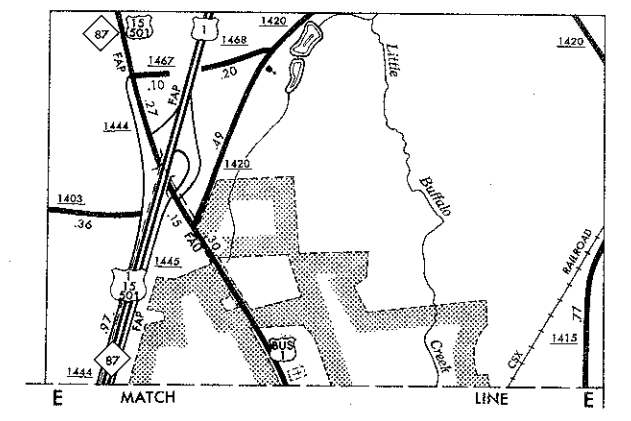 87
15
501
1
1468
1420
1420
FAP
1467
.20
.10
FAP
.27
Little
1444
.49
1420
1403
Buffalo
.36
.15
FAU
.30
RAILROAD
1445
1
15
501
.97
FAP
.77
1415
BUS
1
Creek
CSX
87
1444
E MATCH LINE E